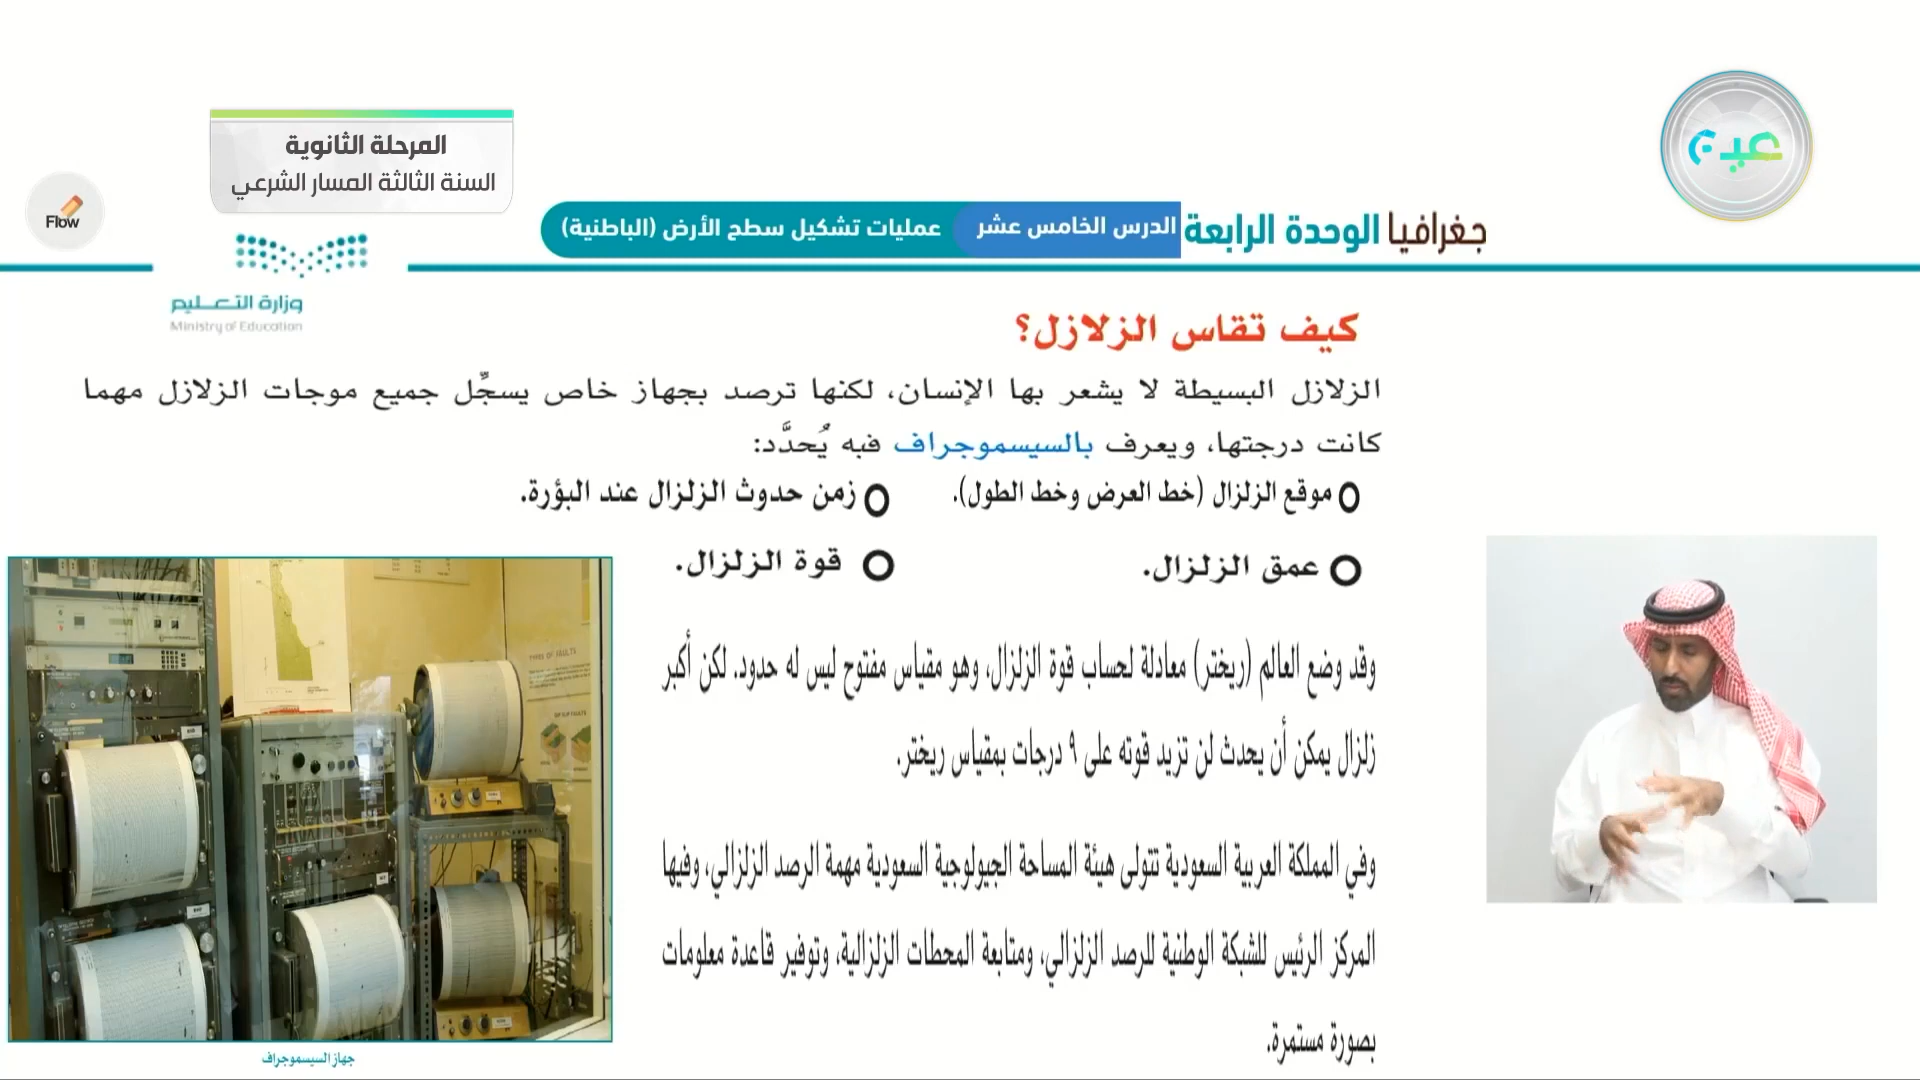 المرحلة الثانوية
السنة الثالثة المسار الشرعي
عين
Flow
جغرافيا الوحدة الرابعة الدرس الخامس عشر عمليات تشكيل سطح الأرض (الباطنية)
وزارة التعليم
Ministry of Education
كيف تقاس الزلازل؟
الزلازل البسيطة لا يشعر بها الإنسان، لكنها ترصد بجهاز خاص يسجِّل جميع موجات الزلازل مهما
كانت درجتها، ويعرف بالسيسموجراف فبه يُحدَّد:
موقع الزلزال (خط العرض وخط الطول).
زمن حدوث الزلزال عند البؤرة.
عمق الزلزال.
قوة الزلزال.
وقد وضع العالم (ريختر) معادلة لحساب قوة الزلزال، وهو مقياس مفتوح ليس له حدود. لكن أكبر
زلزال يمكن أن يحدث لن تزيد قوته على ٩ درجات بمقياس ريختر.
وفي المملكة العربية السعودية تتولى هيئة المساحة الجيولوجية السعودية مهمة الرصد الزلزالي، وفيها
المركز الرئيس للشبكة الوطنية للرصد الزلزالي، ومتابعة المحطات الزلزالية، وتوفير قاعدة معلومات
بصورة مستمرة.
TYPES OF FAULTS
جهاز السيسموجراف